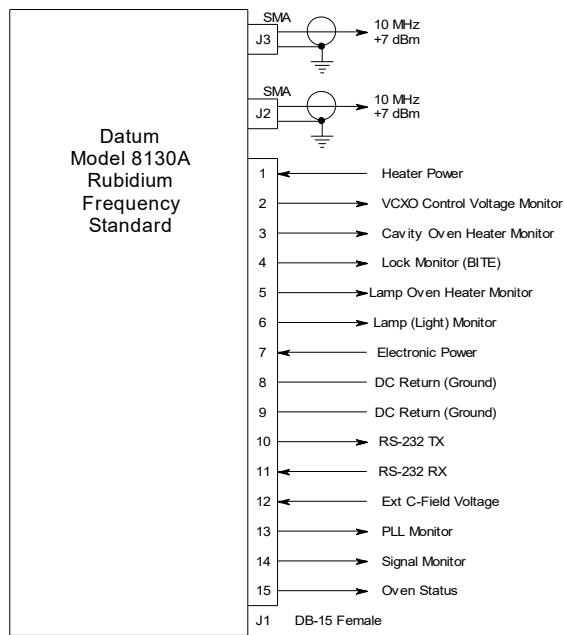 SMA
J3
10 MHz
+7 dBm
SMA
J2
10 MHz
+7 dBm
Datum
Model 8130A
Rubidium
Frequency
Standard
1 Heater Power
2 VCXO Control Voltage Monitor
3 Cavity Oven Heater Monitor
4 Lock Monitor (BITE)
5 Lamp Oven Heater Monitor
6 Lamp (Light) Monitor
7 Electronic Power
8 DC Return (Ground)
9 DC Return (Ground)
10 RS-232 TX
11 RS-232 RX
12 Ext C-Field Voltage
13 PLL Monitor
14 Signal Monitor
15 Oven Status
J1 DB-15 Female